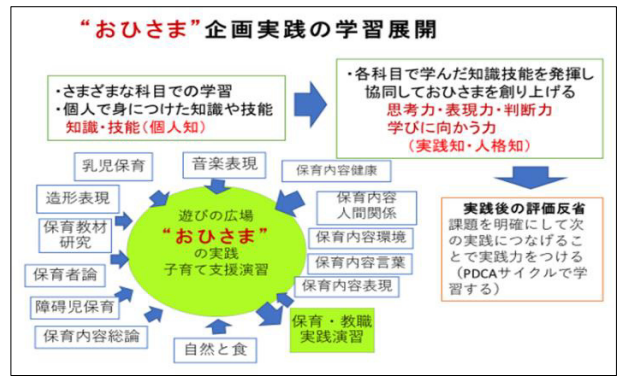 “おひさま”企画実践の学習展開
・さまざまな科目での学習
・個人で身につけた知識や技能
知識・技能(個人知)
・各科目で学んだ知識技能を発揮し
協同しておひさまを創り上げる
思考力・表現力・判断力
学びに向かう力
(実践知・人格知)
実践後の評価反省
課題を明確にして次
の実践につなげるこ
とで実践力をつける
(PDCAサイクルで学
習する)
乳児保育
音楽表現
保育内容健康
造形表現
保育内容
人間関係
保育教材
研究
保育内容環境
保育者論
保育内容言葉
障碍児保育
保育内容表現
保育内容総論
自然と食
保育・教職
実践演習
遊びの広場
“おひさま”
の実践
子育て支援演習